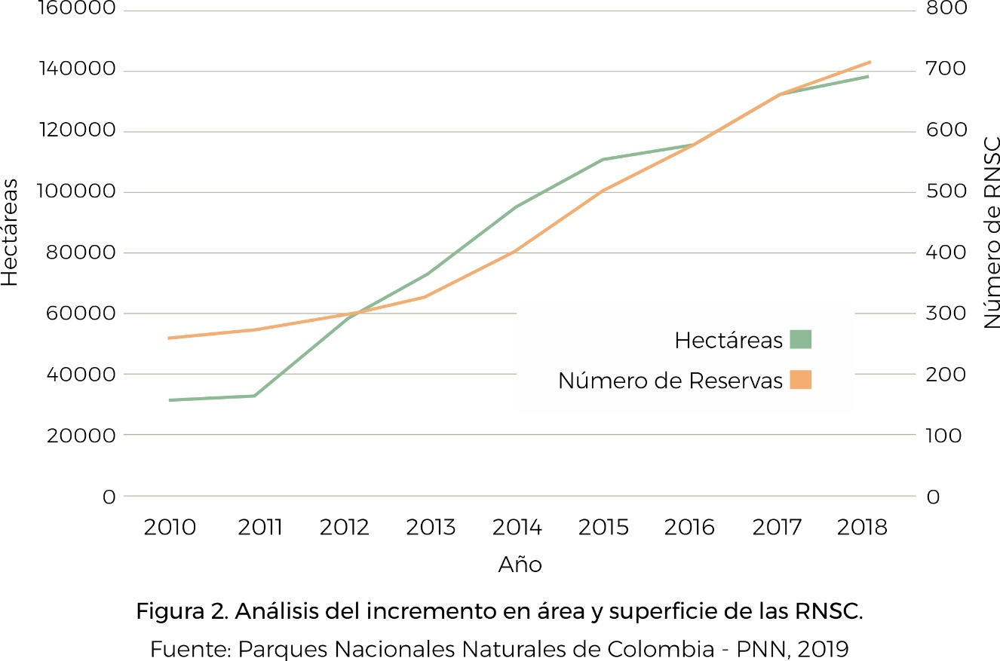 160000
140000
120000
100000
80000
60000
40000
20000
0
Hectáreas
800
700
600
500
400
300
200
100
0
Número de RNSC
Hectáreas
Número de Reservas
2010 2011 2012 2013 2014 2015 2016 2017 2018
Año
Figura 2. Análisis del incremento en área y superficie de las RNSC.
Fuente: Parques Nacionales Naturales de Colombia - PNN, 2019